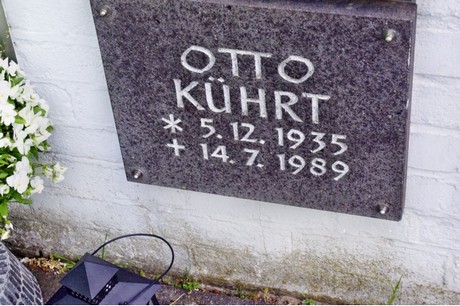 OTTO
KÜHRT
* 5.12.1935
+ 14.7.1989